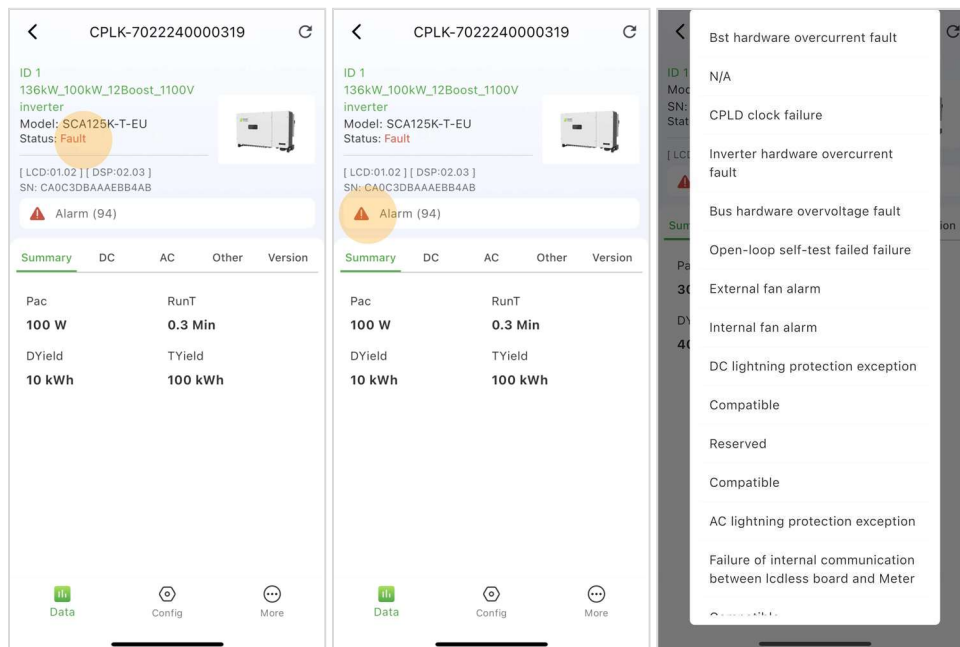 CPLK-7022240000319
ID 1
136kW_100kW_12Boost_1100V
inverter
Model: SCA125K-T-EU
Status: Fault
[ LCD:01.02 ] [ DSP:02.03 ]
SN: CA0C3DBAAAEBB4AB
Alarm (94)
Summary DC AC Other Version
Pac RunT
100 W 0.3 Min
DYield TYield
10 kWh 100 kWh
Data Config More
CPLK-7022240000319
ID 1
136kW_100kW_12Boost_1100V
inverter
Model: SCA125K-T-EU
Status: Fault
[ LCD:01.02 ] [ DSP:02.03 ]
SN: CA0C3DBAAAEBB4AB
Alarm (94)
Summary DC AC Other Version
Pac RunT
100 W 0.3 Min
DYield TYield
10 kWh 100 kWh
Data Config More
ID 1
SN:
Bst hardware overcurrent fault
N/A
CPLD clock failure
Inverter hardware overcurrent
fault
Bus hardware overvoltage fault
Open-loop self-test failed failure
External fan alarm
Internal fan alarm
DC lightning protection exception
Compatible
Reserved
Compatible
AC lightning protection exception
Failure of internal communication
between lcdless board and Meter